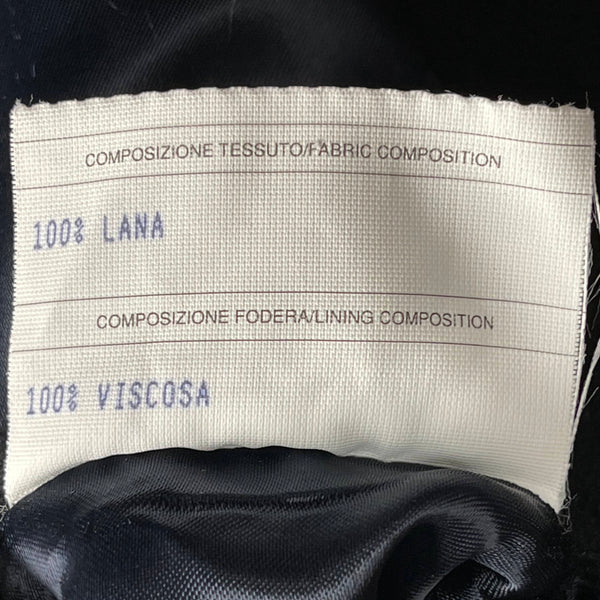 COMPOSIZIONE TESSUTO/FABRIC COMPOSITION
100% LANA
COMPOSIZIONE FODERA/LINING COMPOSITION
100% VISCOSA